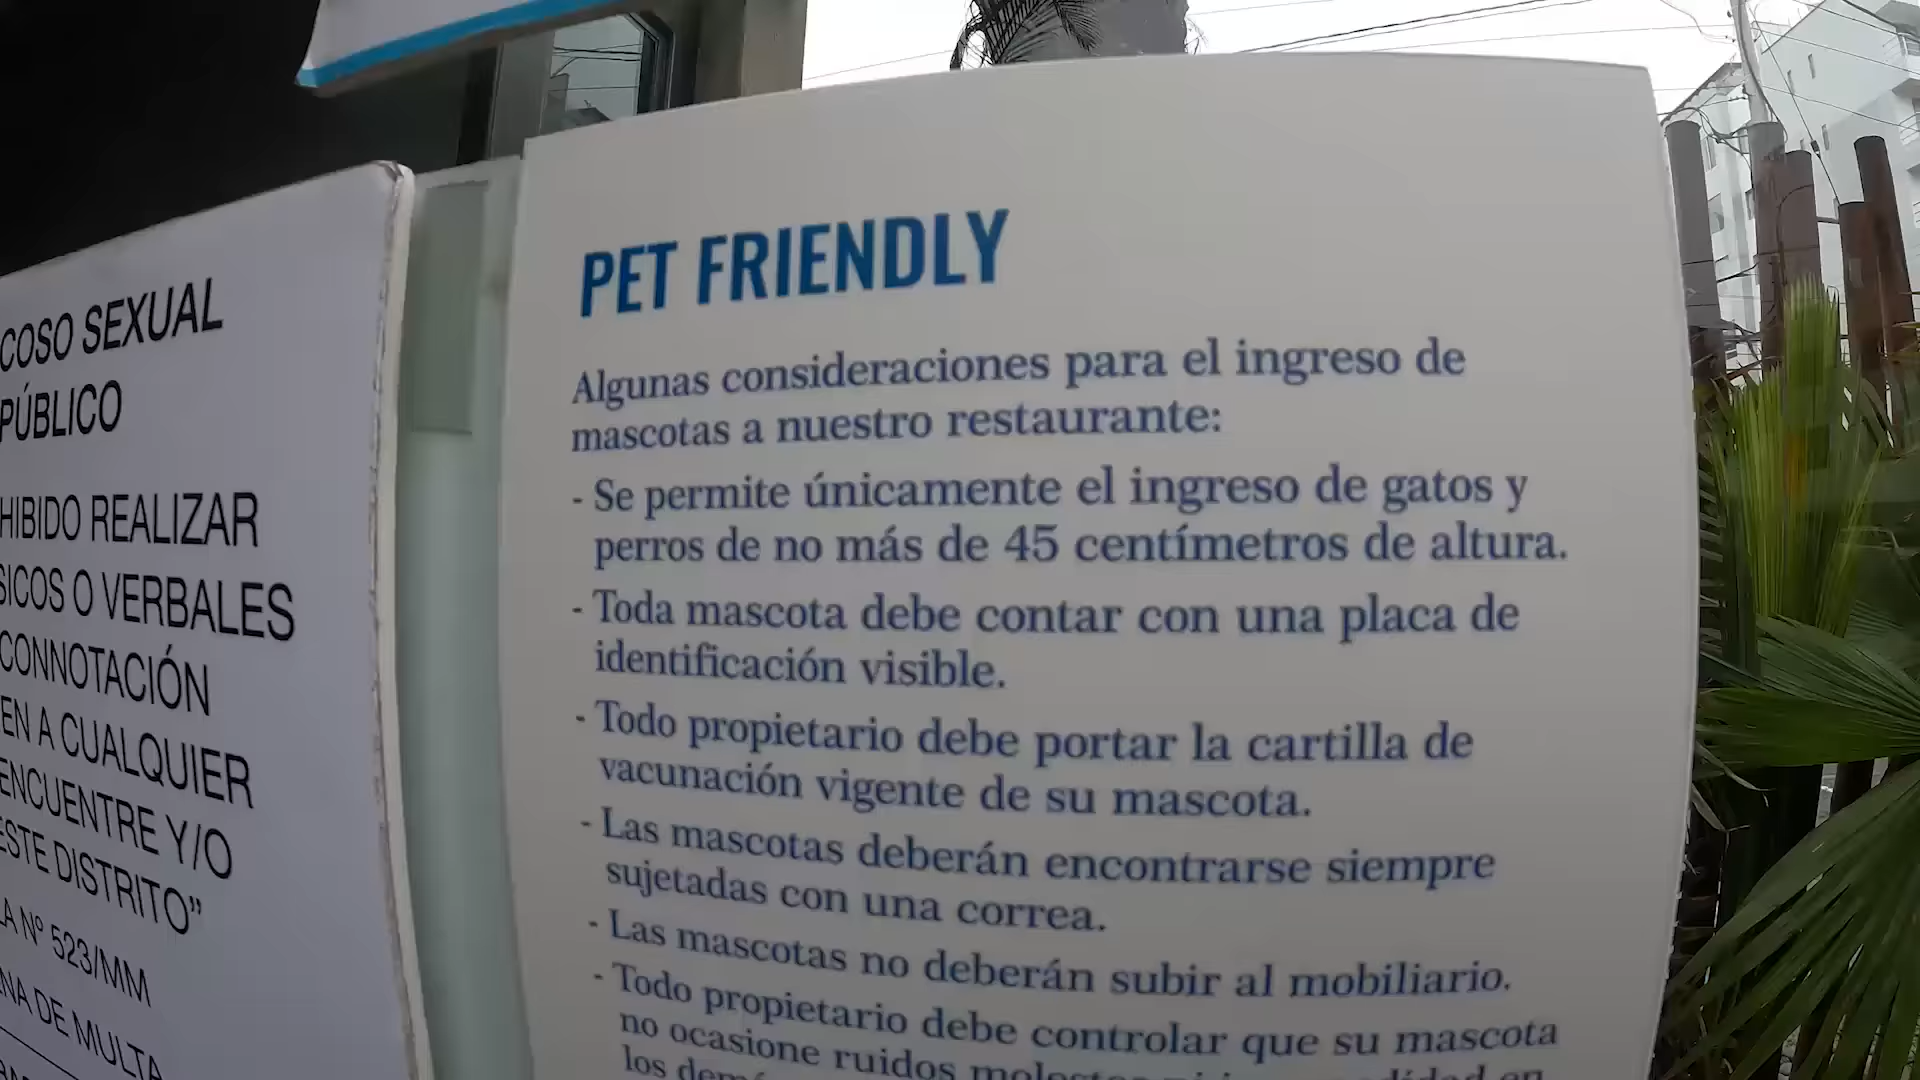 COSO SEXUAL
PÚBLICO
HIBIDO REALIZAR
SICOS O VERBALES
CONNOTACIÓN
EN A CUALQUIER
ENCUENTRE Y/O
ESTE DISTRITO”
LA Nº 523/MM
NA DE MULTA
PET FRIENDLY
Algunas consideraciones para el ingreso de
mascotas a nuestro restaurante:
- Se permite únicamente el ingreso de gatos y
perros de no más de 45 centímetros de altura.
- Toda mascota debe contar con una placa de
identificación visible.
- Todo propietario debe portar la cartilla de
vacunación vigente de su mascota.
- Las mascotas deberán encontrarse siempre
sujetadas con una correa.
- Las mascotas no deberán subir al mobiliario.
- Todo propietario debe controlar que su mascota
no ocasione ruidos
los